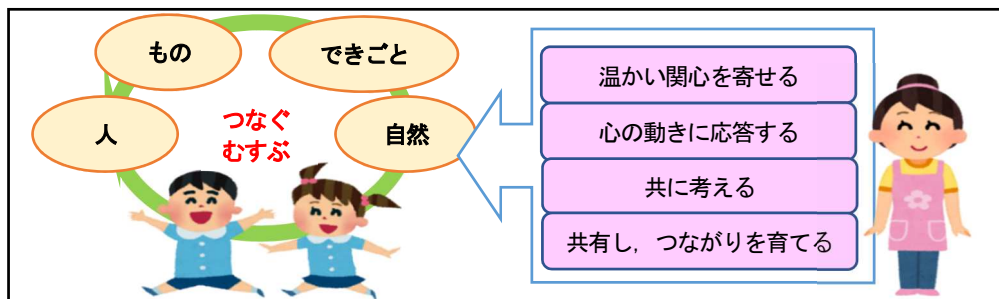 もの
できごと
人
つなぐ
むすぶ
自然
温かい関心を寄せる
心の動きに応答する
共に考える
共有し，つながりを育てる